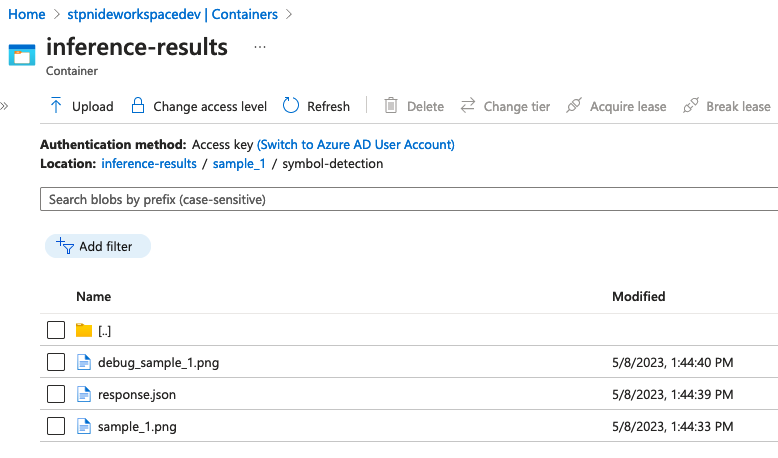 Home > stpnideworkspacedev | Containers >
inference-results ...
Container
» Upload Change access level Refresh Delete Change tier Acquire lease Break lease
Authentication method: Access key (Switch to Azure AD User Account)
Location: inference-results / sample_1 / symbol-detection
Search blobs by prefix (case-sensitive)
Add filter
Name Modified
[..]
debug_sample_1.png 5/8/2023, 1:44:40 PM
response.json 5/8/2023, 1:44:39 PM
sample_1.png 5/8/2023, 1:44:33 PM